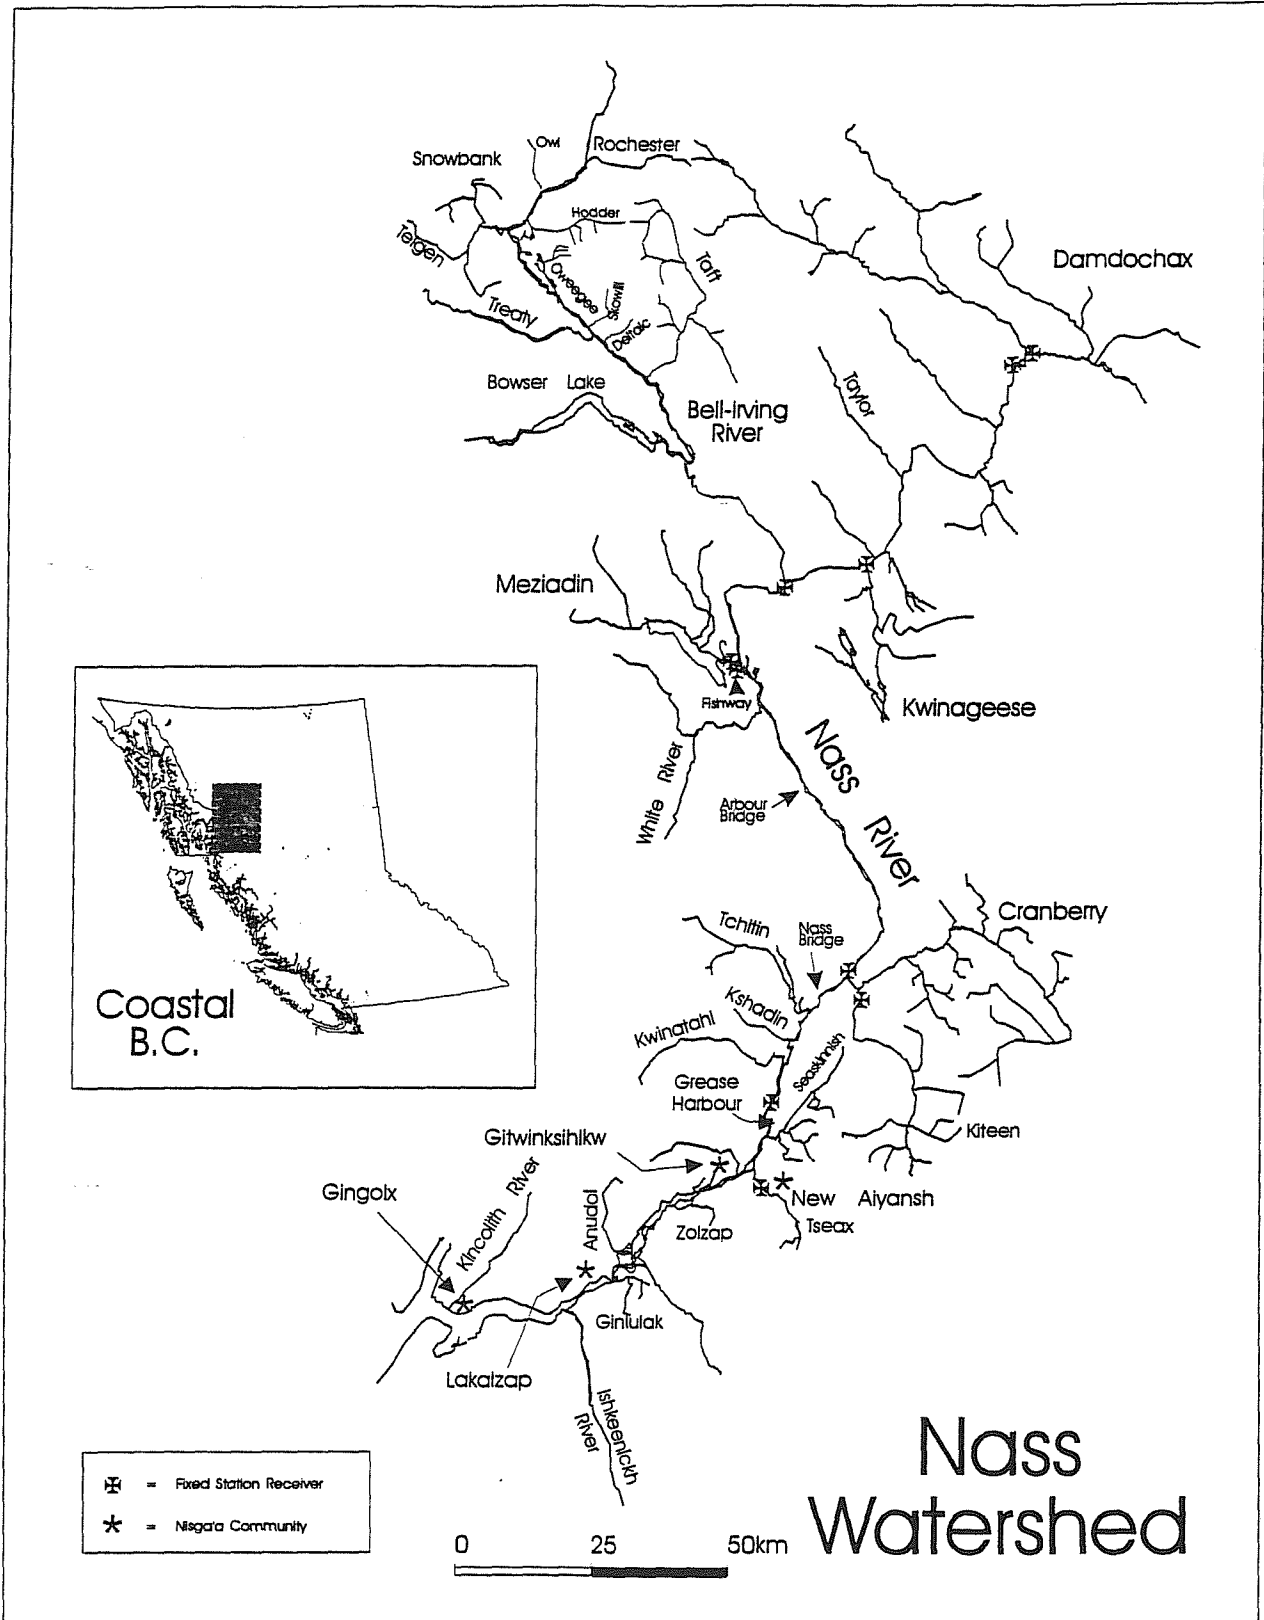 Owl
Rochester
Snowbank
Hodder
Teigen
Taft
Damdochax
Oweegee
Skowill
Treaty
Deltaic
Bowser Lake
Taylor
Bell-Irving
River
Meziadin
Fishway
Kwinageese
Nass River
White River
Arbour
Bridge
Cranberry
Tchitin
Nass
Bridge
Coastal
B.C.
Kshadin
Kwinatahl
Seaskinnish
Grease
Harbour
Kiteen
Gitwinksihlkw
Gingolx
Kincolith River
Anudol
New Aiyansh
Zolzap
Tseax
Ginlulak
Lakalzap
Ishkeenickh
River
Nass
Watershed
= Fixed Station Receiver
= Nisga'a Community
0 25 50km